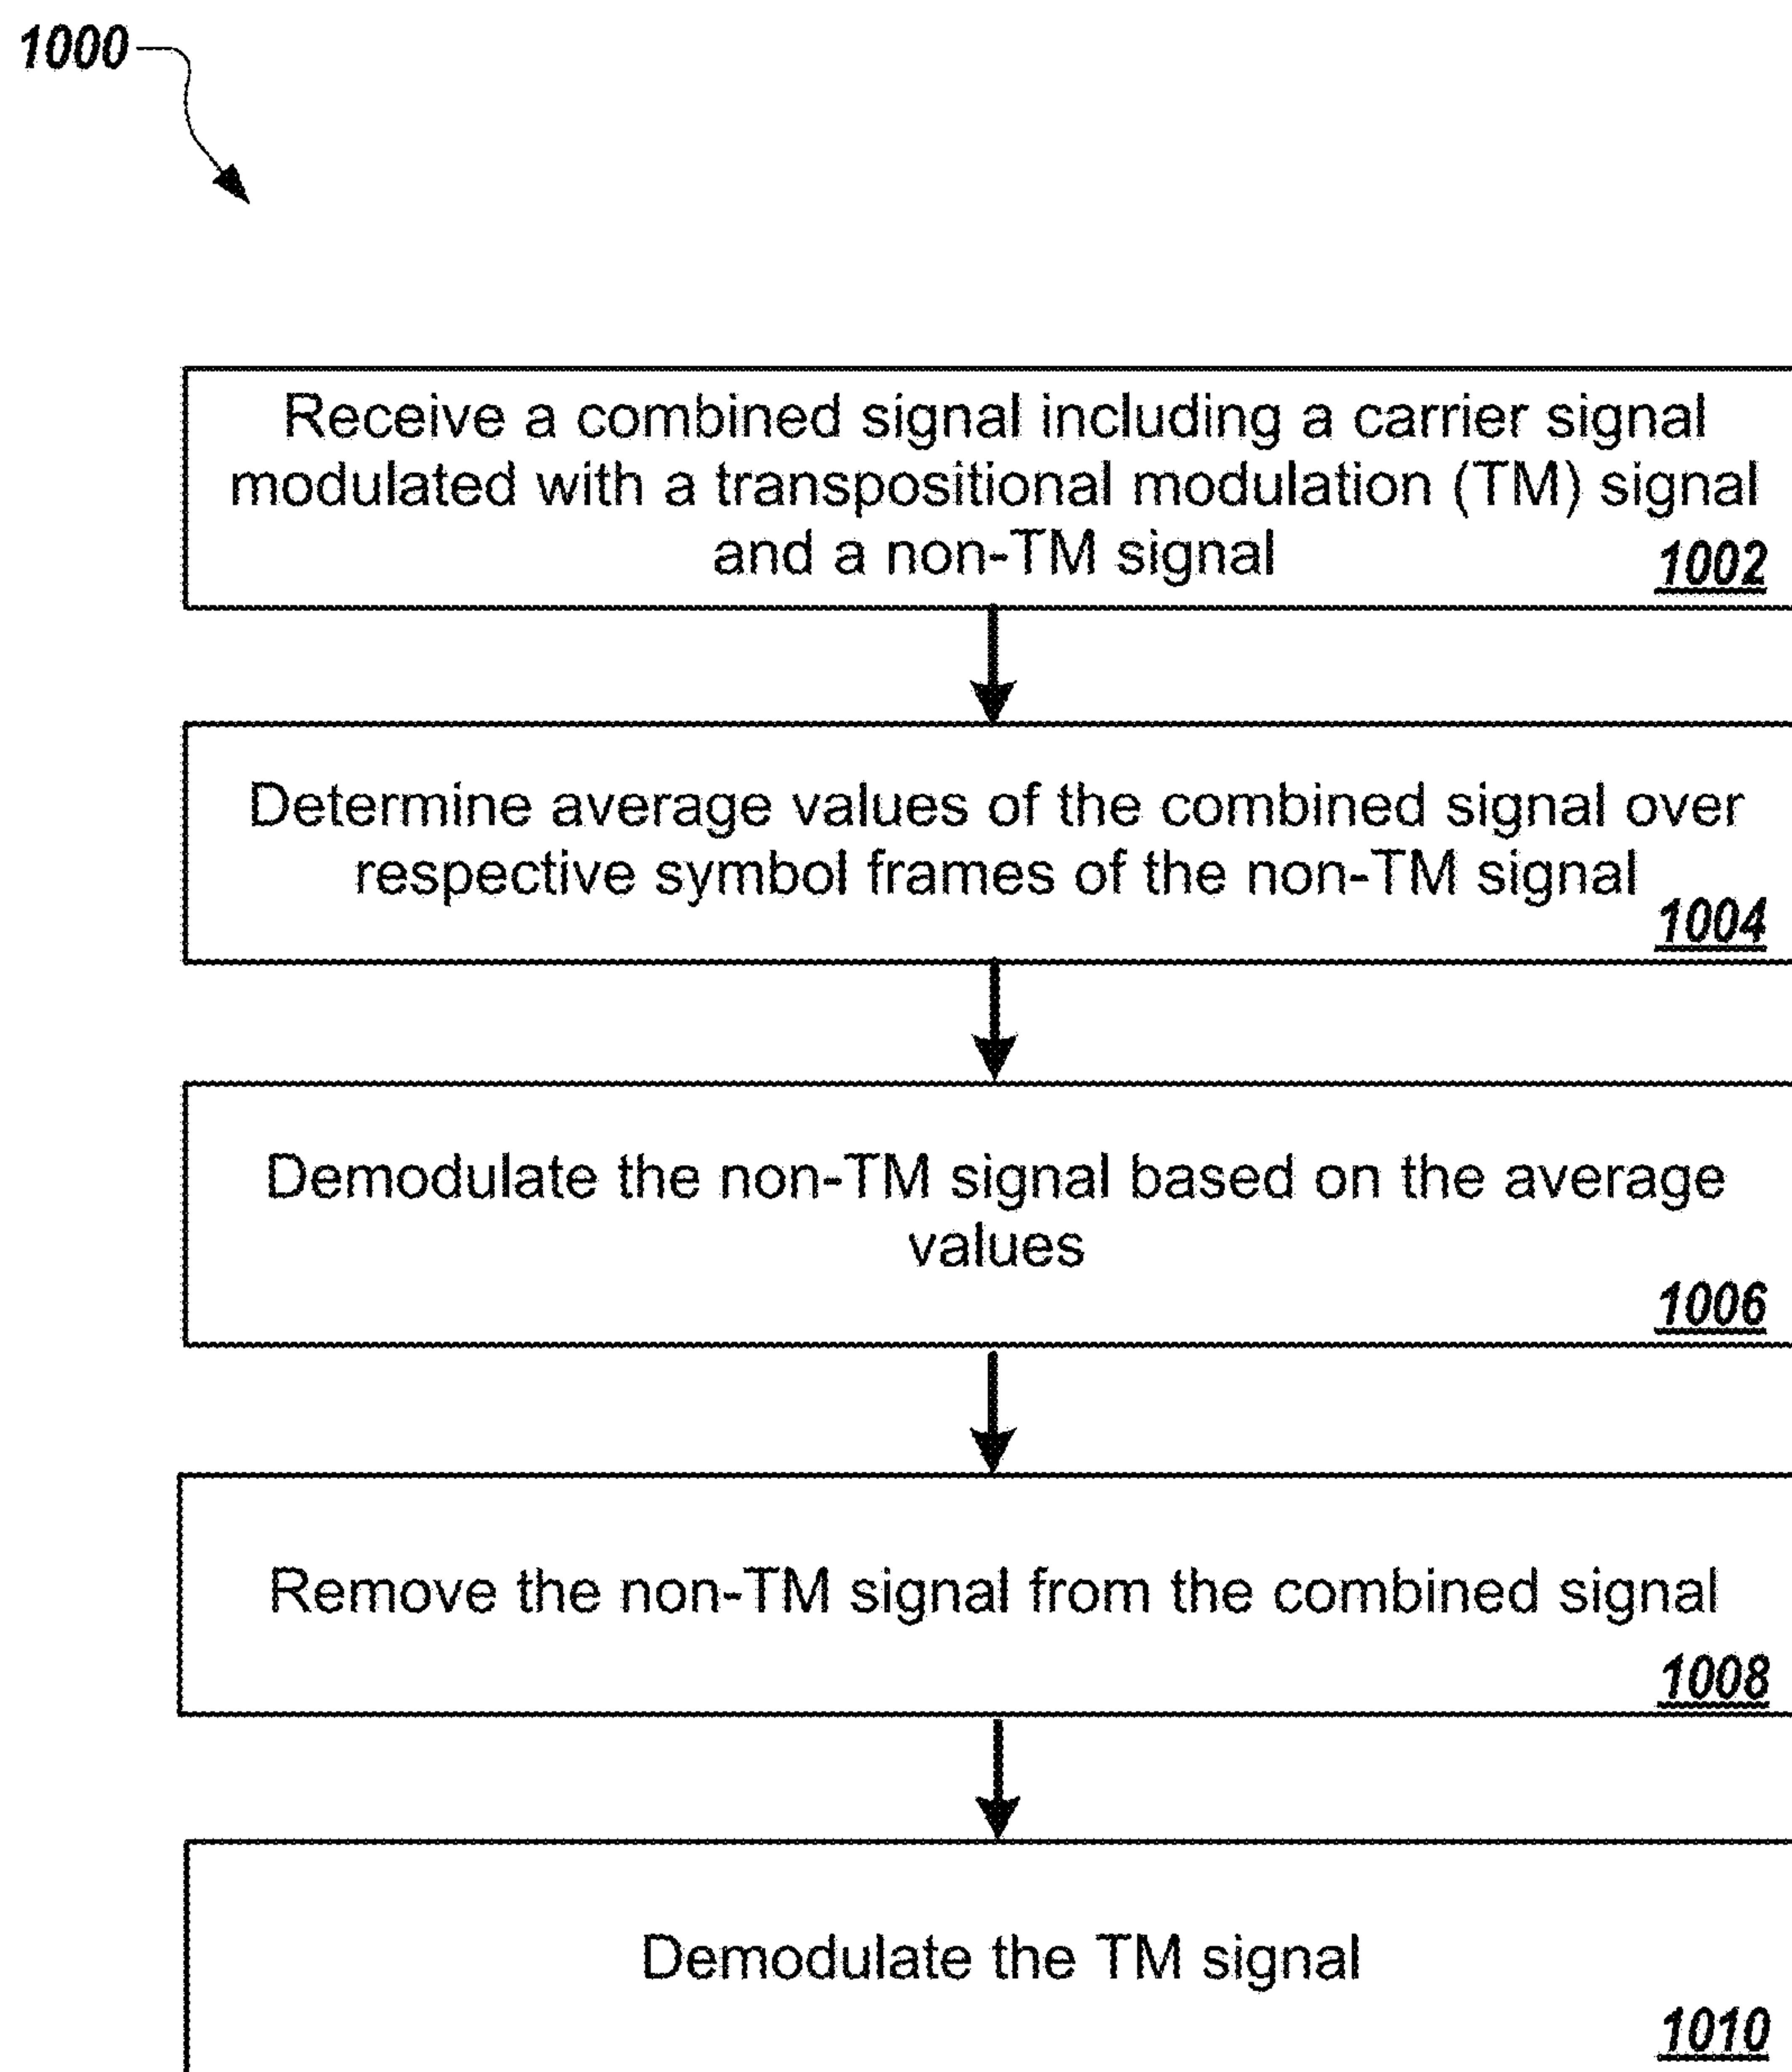 1000
Receive a combined signal including a carrier signal
modulated with a transpositional modulation (TM) signal
and a non-TM signal
1002
Determine average values of the combined signal over
respective symbol frames of the non-TM signal
1004
Demodulate the non-TM signal based on the average
values
1006
Remove the non-TM signal from the combined signal
1008
Demodulate the TM signal
1010